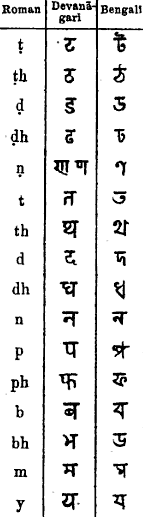 Roman Devanā-
gari Bengali
ṭ ट ট
ṭh ठ ঠ
ḍ ड ড
ḍh ढ ঢ
ṇ ण ण ণ
t त ত
th थ থ
d द দ
dh ध ধ
n न ন
p प প
ph फ ফ
b ब ব
bh भ ভ
m म ম
y य য